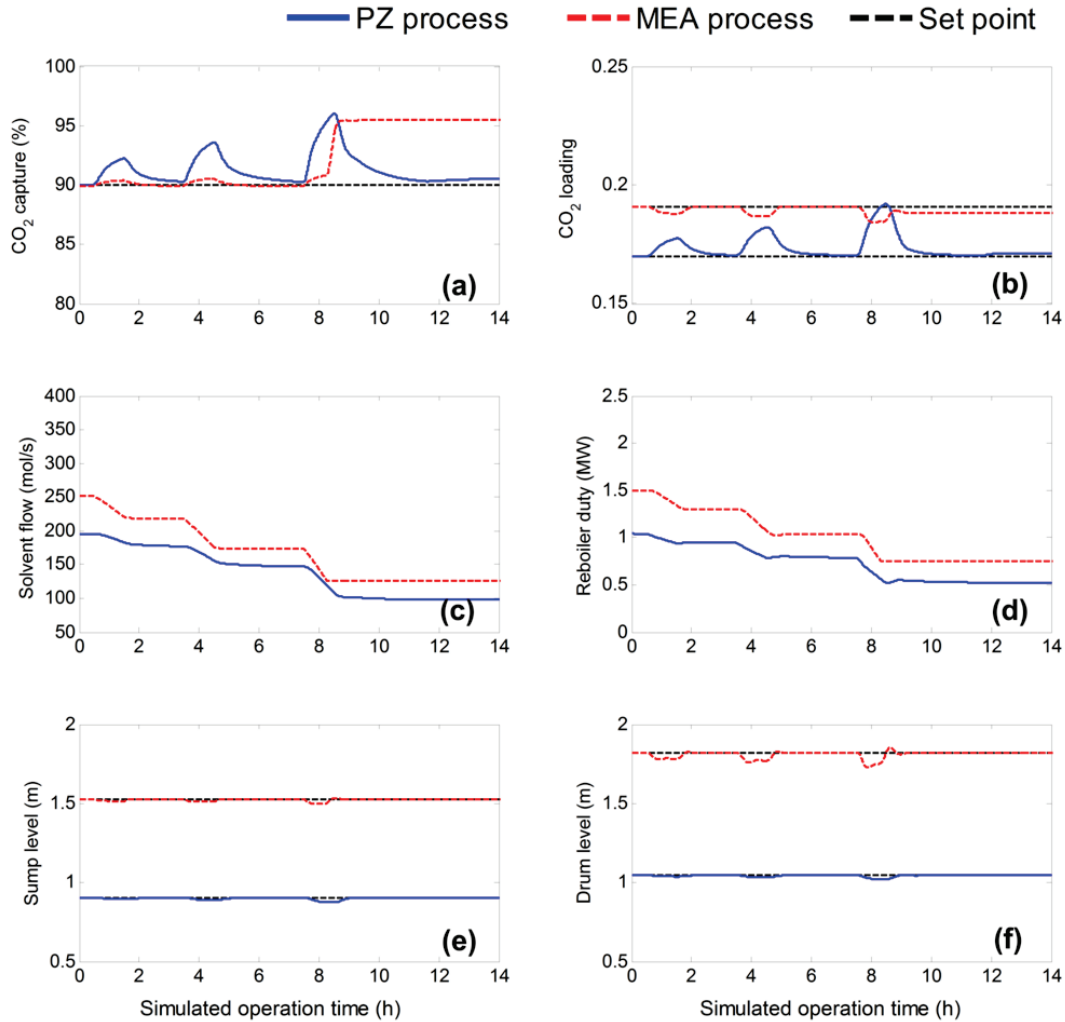 PZ process MEA process Set point
100
95
90
85
80
CO2 capture (%)
(a)
0 2 4 6 8 10 12 14
0.25
0.2
0.15
CO2 loading
(b)
0 2 4 6 8 10 12 14
400
350
300
250
200
150
100
50
Solvent flow (mol/s)
(c)
0 2 4 6 8 10 12 14
2.5
2
1.5
1
0.5
0
Reboiler duty (MW)
(d)
0 2 4 6 8 10 12 14
2
1.5
1
0.5
Sump level (m)
(e)
0 2 4 6 8 10 12 14
Simulated operation time (h)
2
1.5
1
0.5
Drum level (m)
(f)
0 2 4 6 8 10 12 14
Simulated operation time (h)